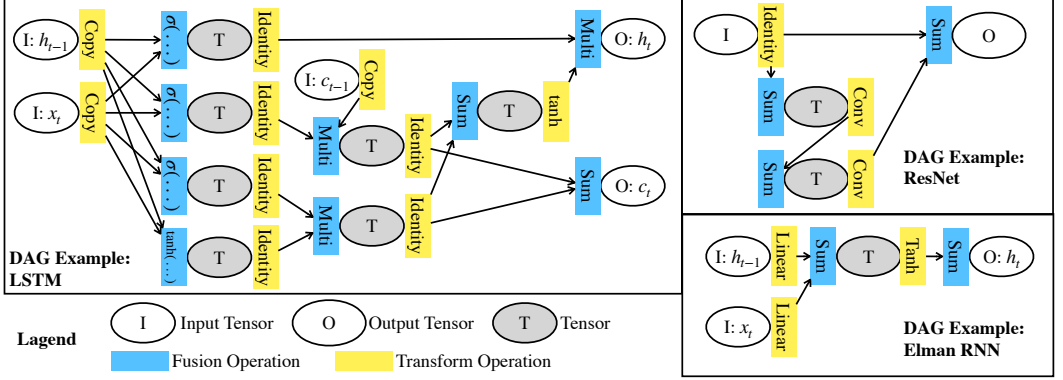 I: h_{t-1} Copy σ(...) T Identity Multi O: h_t
I: c_{t-1} Copy
I: x_t Copy σ(...) T Identity Multi T Identity Sum T tanh
σ(...) T Identity Multi T Identity Sum O: c_t
tanh(...) T Identity
DAG Example:
LSTM
I Identity Sum O
Sum T Conv
Sum T Conv
DAG Example:
ResNet
I: h_{t-1} Linear Sum T Tanh Sum O: h_t
I: x_t Linear
DAG Example:
Elman RNN
Lagend
I Input Tensor O Output Tensor T Tensor
Fusion Operation Transform Operation